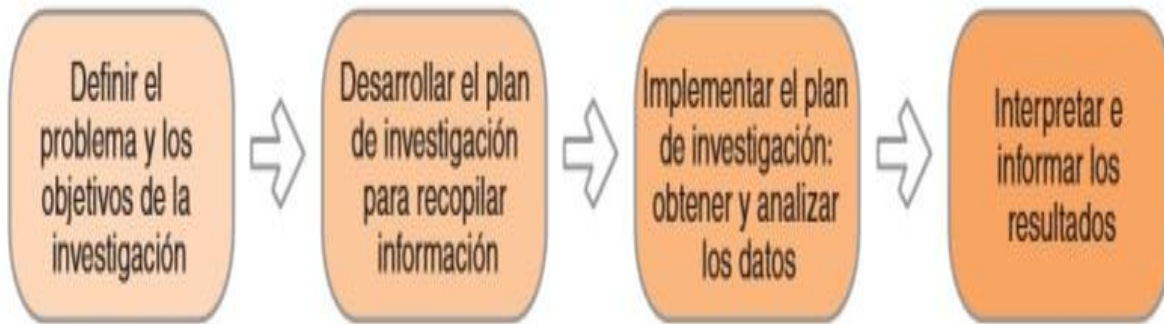 Definir el
problema y los
objetivos de la
investigación
Desarrollar el plan
de investigación
para recopilar
información
Implementar el plan
de investigación:
obtener y analizar
los datos
Interpretar e
informar los
resultados